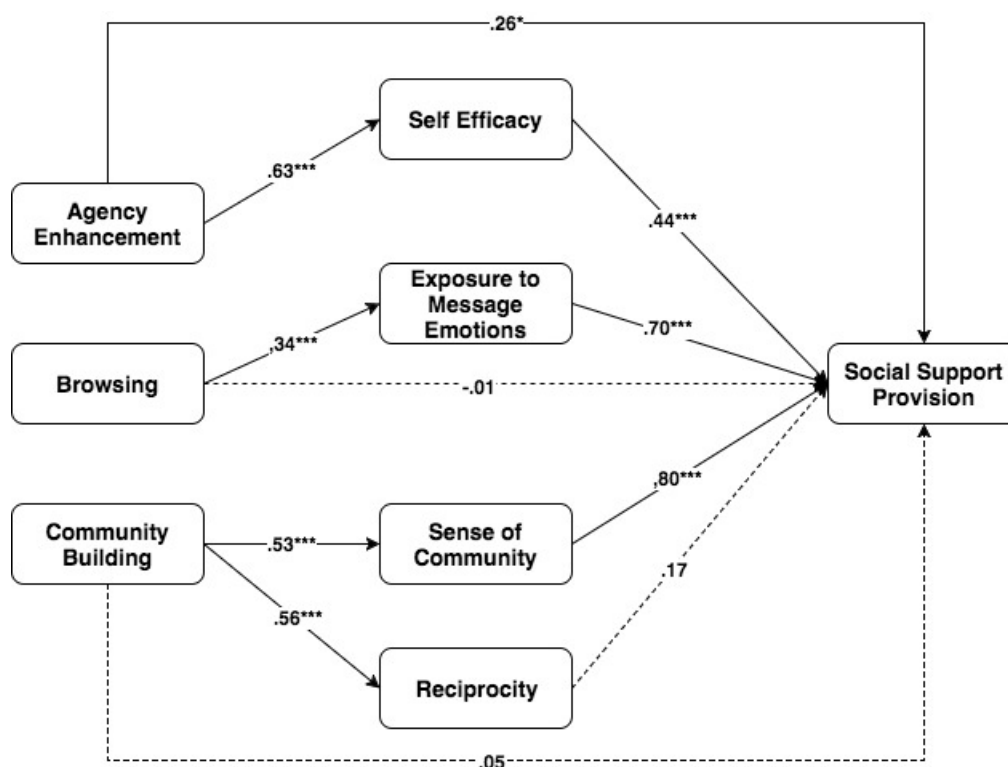 .26*
Self Efficacy
.63***
Agency
Enhancement
.44***
Exposure to
Message
Emotions
,34***
.70***
Browsing
-.01
Social Support
Provision
,80***
Community
Building
.53***
Sense of
Community
.17
.56***
Reciprocity
.05